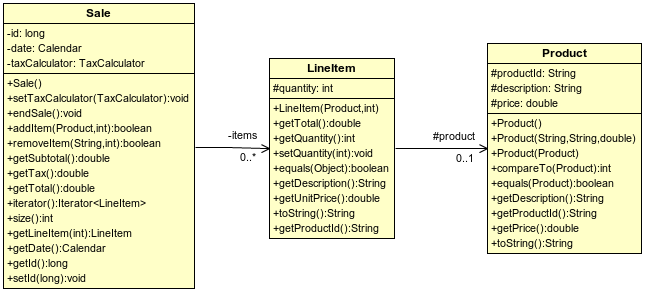 Sale
-id: long
-date: Calendar
-taxCalculator: TaxCalculator
+Sale()
+setTaxCalculator(TaxCalculator):void
+endSale():void
+addItem(Product,int):boolean
+removeItem(String,int):boolean
+getSubtotal():double
+getTax():double
+getTotal():double
+iterator():Iterator<LineItem>
+size():int
+getLineItem(int):LineItem
+getDate():Calendar
+getId():long
+setId(long):void
-items
0..*
LineItem
#quantity: int
+LineItem(Product,int)
+getTotal():double
+getQuantity():int
+setQuantity(int):void
+equals(Object):boolean
+getDescription():String
+getUnitPrice():double
+toString():String
+getProductId():String
#product
0..1
Product
#productId: String
#description: String
#price: double
+Product()
+Product(String,String,double)
+Product(Product)
+compareTo(Product):int
+equals(Product):boolean
+getDescription():String
+getProductId():String
+getPrice():double
+toString():String